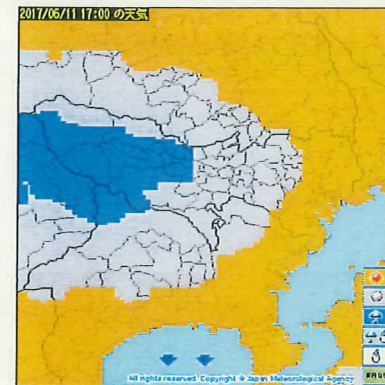 2017/06/11 17:00 の天気
All rights reserved. Copyright © Japan Meteorological Agency